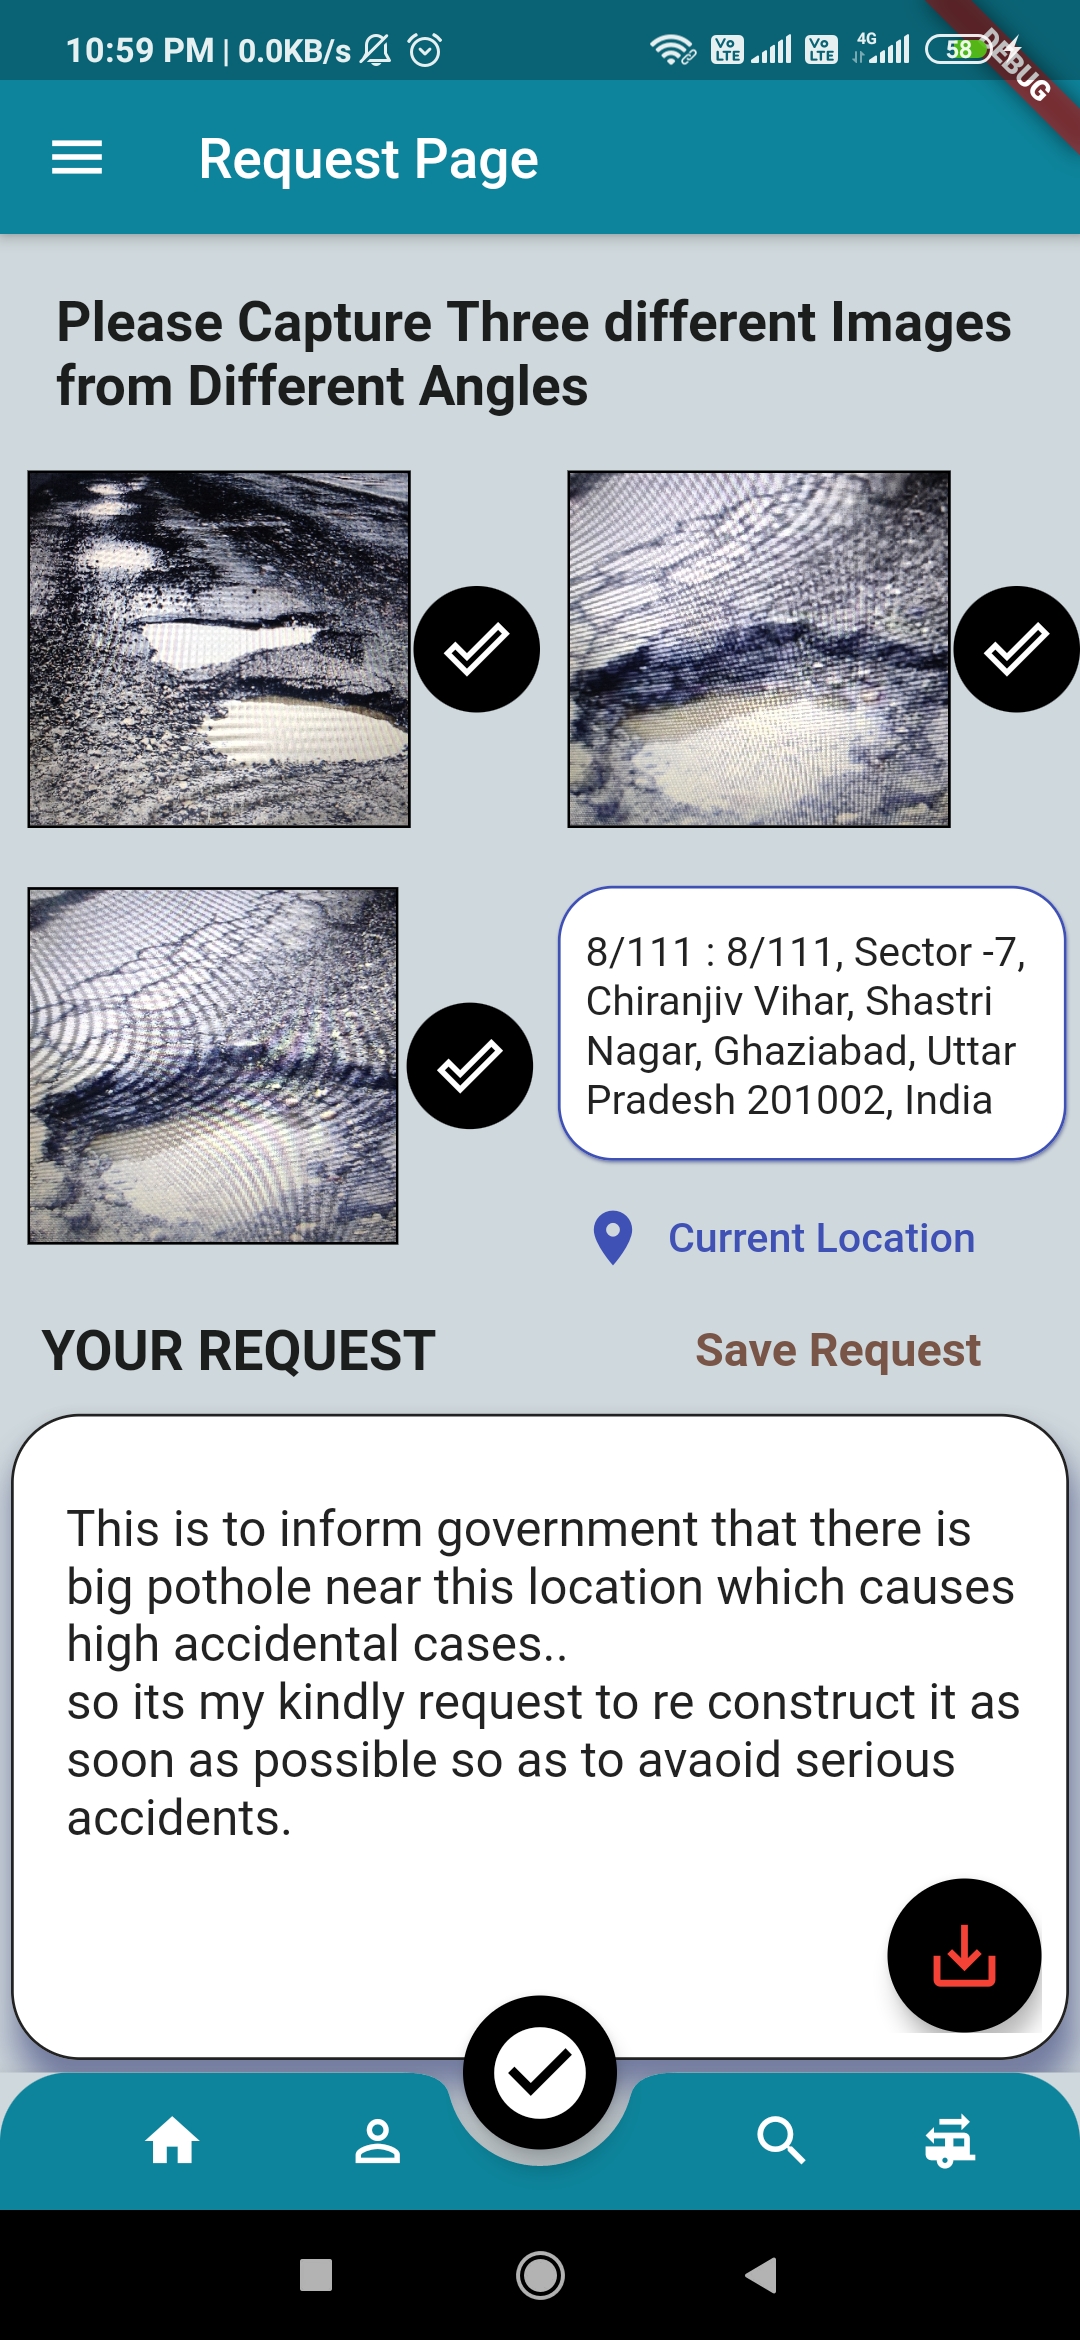 10:59 PM | 0.0KB/s
Vo LTE
Vo LTE
4G
58
DEBUG
Request Page
Please Capture Three different Images
from Different Angles
8/111 : 8/111, Sector -7,
Chiranjiv Vihar, Shastri
Nagar, Ghaziabad, Uttar
Pradesh 201002, India
Current Location
YOUR REQUEST
Save Request
This is to inform government that there is
big pothole near this location which causes
high accidental cases..
so its my kindly request to re construct it as
soon as possible so as to avaoid serious
accidents.